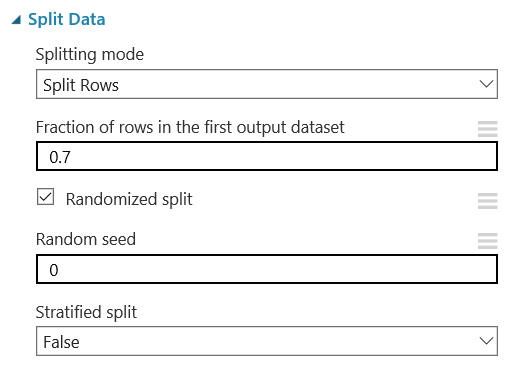 Split Data
Splitting mode
Split Rows
Fraction of rows in the first output dataset
0.7
Randomized split
Random seed
0
Stratified split
False